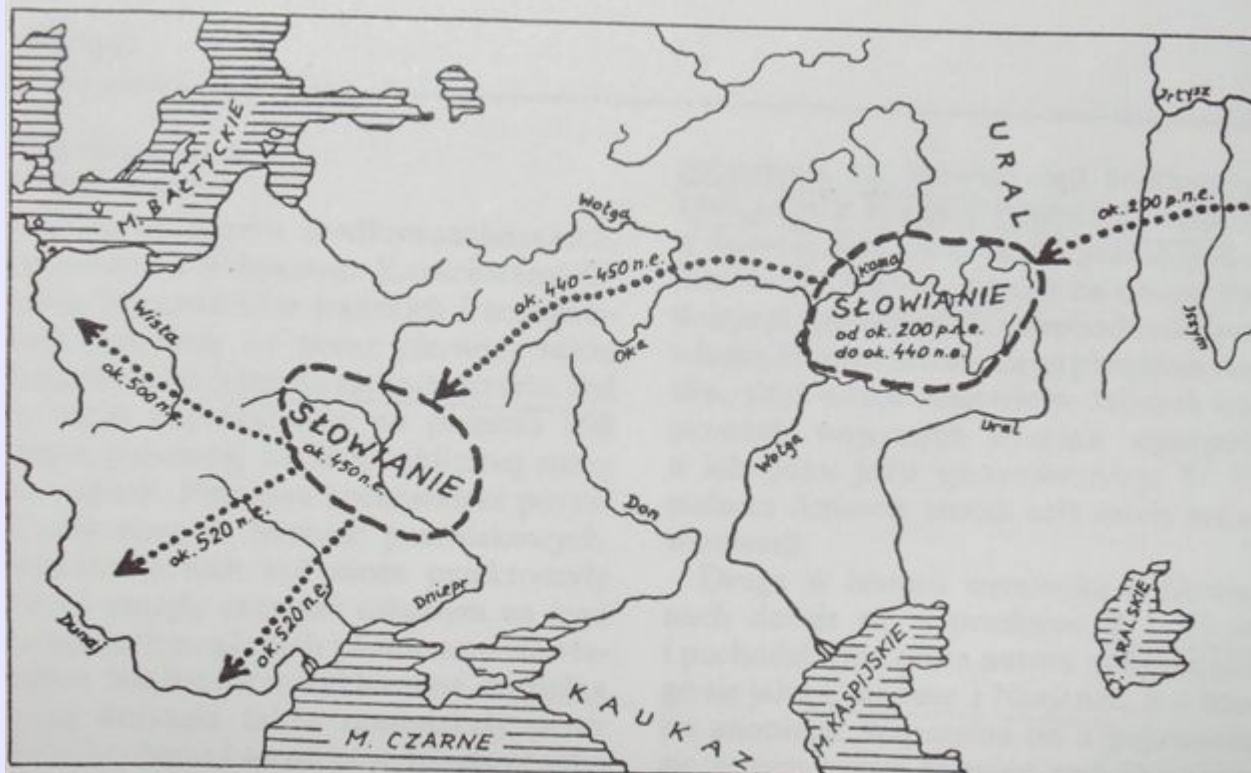 M. BAŁTYCKIE
URAL
Irtysz
ok. 200 p.n.e.
Wołga
Kama
ok. 440-450 n.e.
SŁOWIANIE
od ok. 200 p.n.e.
do ok. 440 n.e.
Iszym
Oka
Wisła
ok. 500 n.e.
SŁOWIANIE
ok. 450 n.e.
Wołga
Ural
Don
ok. 520 n.e.
Dniepr
ok. 520 n.e.
Dunaj
M. CZARNE
KAUKAZ
M. KASPIJSKIE
J. ARALSKIE